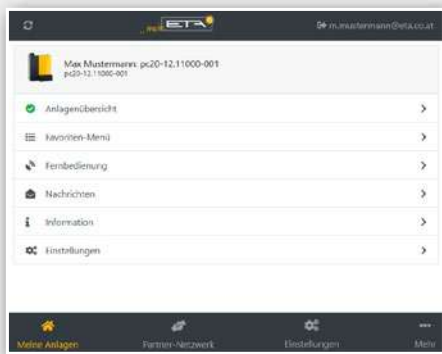 meinETA
m.mustermann@eta.co.at
Max Mustermann: pc20-12.11000-001
pc20-12.11000-001
Anlagenübersicht
Favoriten-Menü
Fernbedienung
Nachrichten
Information
Einstellungen
Meine Anlagen
Partner-Netzwerk
Einstellungen
Mehr